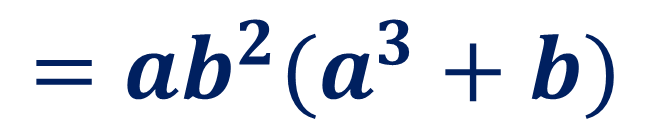 = ab²(a³ + b)